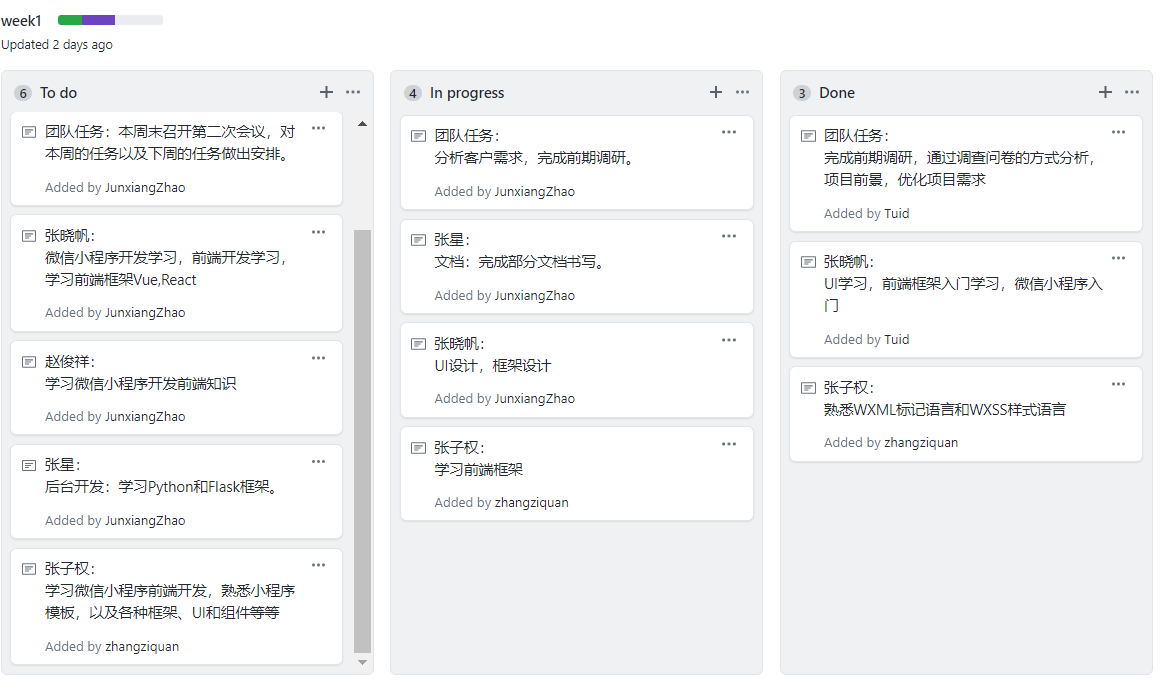 week1
Updated 2 days ago
6 To do
团队任务：本周末召开第二次会议，对
本周的任务以及下周的任务做出安排。
Added by JunxiangZhao
张晓帆：
微信小程序开发学习，前端开发学习，
学习前端框架Vue,React
Added by JunxiangZhao
赵俊祥：
学习微信小程序开发前端知识
Added by JunxiangZhao
张星：
后台开发：学习Python和Flask框架。
Added by JunxiangZhao
张子权：
学习微信小程序前端开发，熟悉小程序
模板，以及各种框架、UI和组件等等
Added by zhangziquan
4 In progress
团队任务：
分析客户需求，完成前期调研。
Added by JunxiangZhao
张星：
文档：完成部分文档书写。
Added by JunxiangZhao
张晓帆：
UI设计，框架设计
Added by JunxiangZhao
张子权：
学习前端框架
Added by zhangziquan
3 Done
团队任务：
完成前期调研，通过调查问卷的方式分析，
项目前景，优化项目需求
Added by Tuid
张晓帆：
UI学习，前端框架入门学习，微信小程序入
门
Added by Tuid
张子权：
熟悉WXML标记语言和WXSS样式语言
Added by zhangziquan